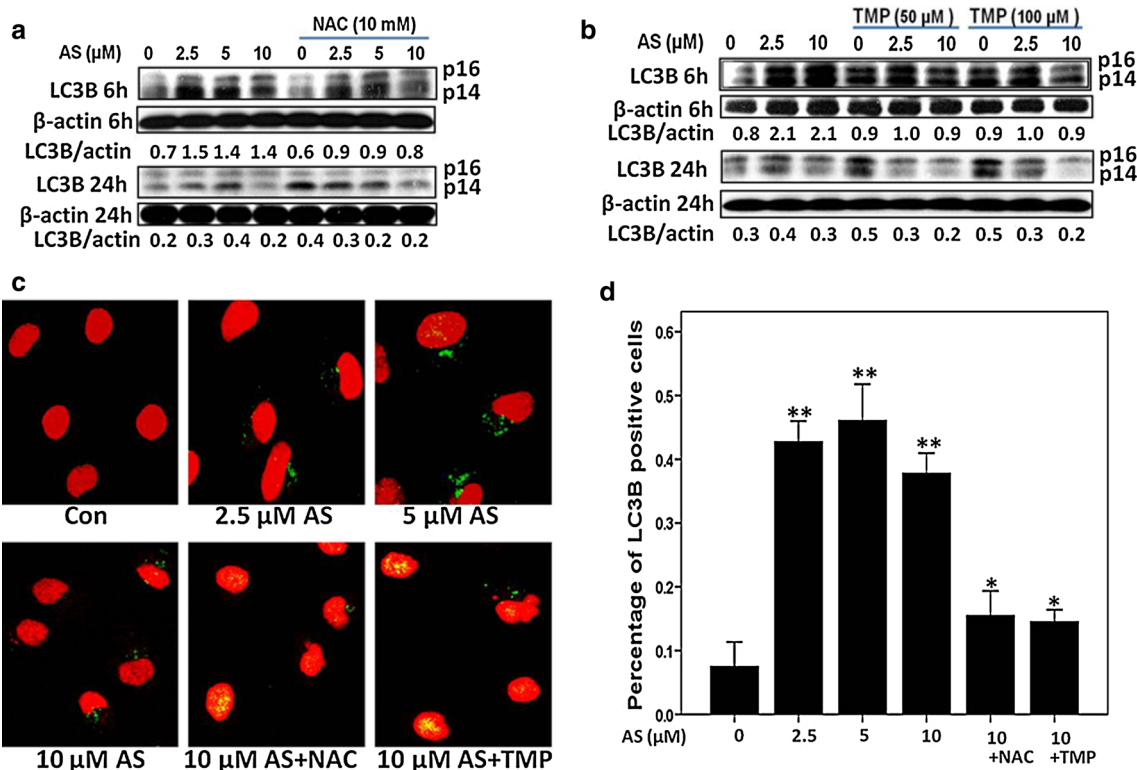 a
NAC (10 mM)
AS (μM) 0 2.5 5 10 0 2.5 5 10
LC3B 6h p16
p14
β-actin 6h
LC3B/actin 0.7 1.5 1.4 1.4 0.6 0.9 0.9 0.8
LC3B 24h p16
p14
β-actin 24h
LC3B/actin 0.2 0.3 0.4 0.2 0.4 0.3 0.2 0.2
b
TMP (50 μM ) TMP (100 μM )
AS (μM) 0 2.5 10 0 2.5 10 0 2.5 10
LC3B 6h p16
p14
β-actin 6h
LC3B/actin 0.8 2.1 2.1 0.9 1.0 0.9 0.9 1.0 0.9
LC3B 24h p16
p14
β-actin 24h
LC3B/actin 0.3 0.4 0.3 0.5 0.3 0.2 0.5 0.3 0.2
c
Con 2.5 μM AS 5 μM AS
10 μM AS 10 μM AS+NAC 10 μM AS+TMP
d
Percentage of LC3B positive cells
0.6
0.5
0.4
0.3
0.2
0.1
0.0
** ** ** * *
AS (μM) 0 2.5 5 10 10 10
+NAC +TMP